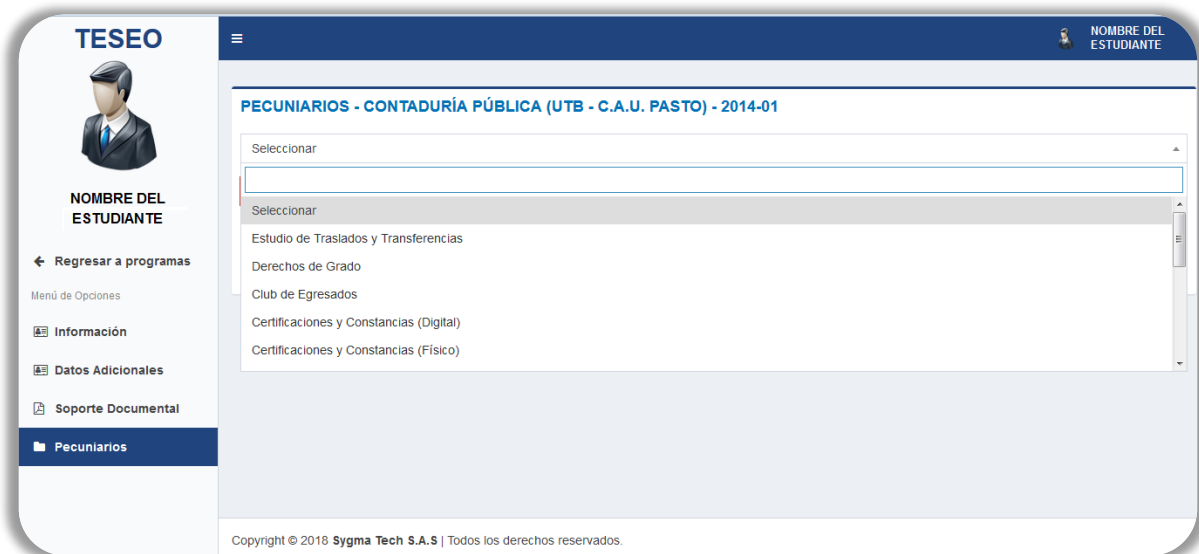 TESEO
NOMBRE DEL
ESTUDIANTE
Regresar a programas
Menú de Opciones
Información
Datos Adicionales
Soporte Documental
Pecuniarios
NOMBRE DEL
ESTUDIANTE
PECUNIARIOS - CONTADURÍA PÚBLICA (UTB - C.A.U. PASTO) - 2014-01
Seleccionar
Seleccionar
Estudio de Traslados y Transferencias
Derechos de Grado
Club de Egresados
Certificaciones y Constancias (Digital)
Certificaciones y Constancias (Físico)
Copyright © 2018 Sygma Tech S.A.S | Todos los derechos reservados.